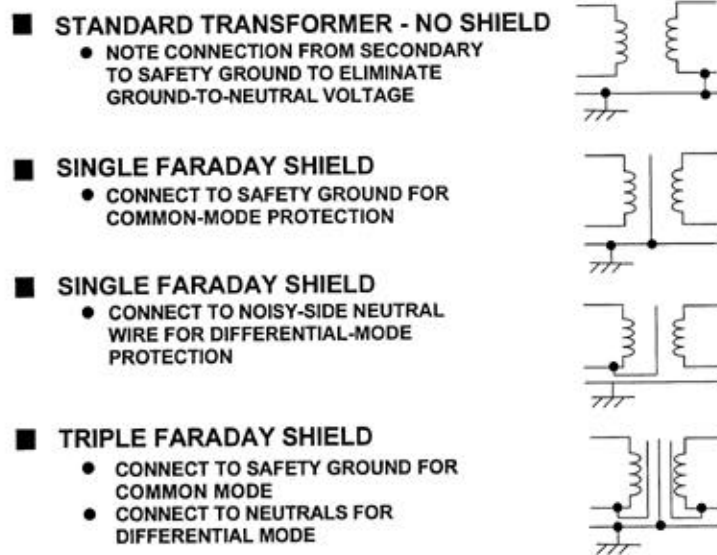 STANDARD TRANSFORMER - NO SHIELD
NOTE CONNECTION FROM SECONDARY
TO SAFETY GROUND TO ELIMINATE
GROUND-TO-NEUTRAL VOLTAGE
SINGLE FARADAY SHIELD
CONNECT TO SAFETY GROUND FOR
COMMON-MODE PROTECTION
SINGLE FARADAY SHIELD
CONNECT TO NOISY-SIDE NEUTRAL
WIRE FOR DIFFERENTIAL-MODE
PROTECTION
TRIPLE FARADAY SHIELD
CONNECT TO SAFETY GROUND FOR
COMMON MODE
CONNECT TO NEUTRALS FOR
DIFFERENTIAL MODE